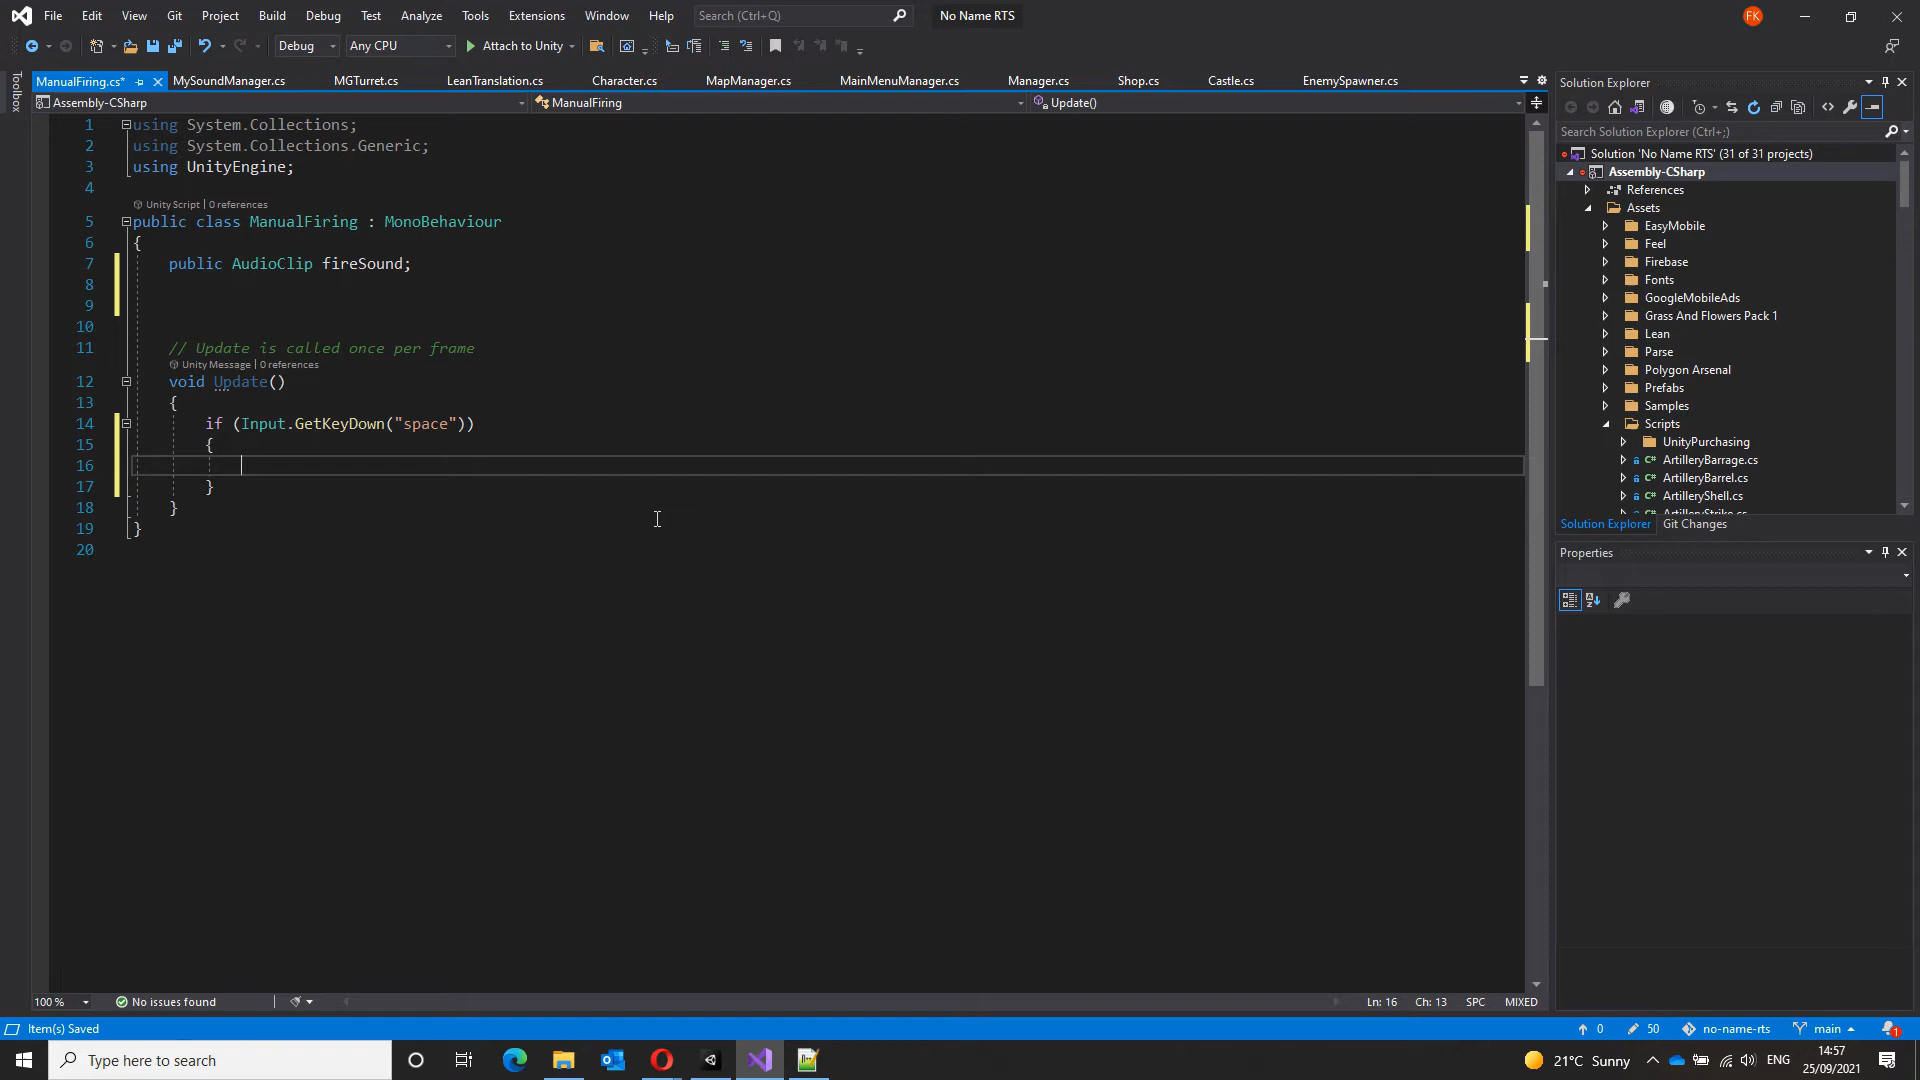 File Edit View Git Project Build Debug Test Analyze Tools Extensions Window Help Search (Ctrl+Q) No Name RTS FK
Debug Any CPU Attach to Unity
Toolbox
ManualFiring.cs* MySoundManager.cs MGTurret.cs LeanTranslation.cs Character.cs MapManager.cs MainMenuManager.cs Manager.cs Shop.cs Castle.cs EnemySpawner.cs
Assembly-CSharp ManualFiring Update()
1 using System.Collections;
2 using System.Collections.Generic;
3 using UnityEngine;
4
Unity Script | 0 references
5 public class ManualFiring : MonoBehaviour
6 {
7 public AudioClip fireSound;
8
9
10
11 // Update is called once per frame
Unity Message | 0 references
12 void Update()
13 {
14 if (Input.GetKeyDown("space"))
15 {
16
17 }
18 }
19 }
20
100 % No issues found Ln: 16 Ch: 13 SPC MIXED
Solution Explorer
Search Solution Explorer (Ctrl+;)
Solution 'No Name RTS' (31 of 31 projects)
Assembly-CSharp
References
Assets
EasyMobile
Feel
Firebase
Fonts
GoogleMobileAds
Grass And Flowers Pack 1
Lean
Parse
Polygon Arsenal
Prefabs
Samples
Scripts
UnityPurchasing
C# ArtilleryBarrage.cs
C# ArtilleryBarrel.cs
C# ArtilleryShell.cs
ArtilleryStrike.cs
Solution Explorer Git Changes
Properties
Item(s) Saved 0 50 no-name-rts main 1
Type here to search 21°C Sunny ENG 14:57
25/09/2021